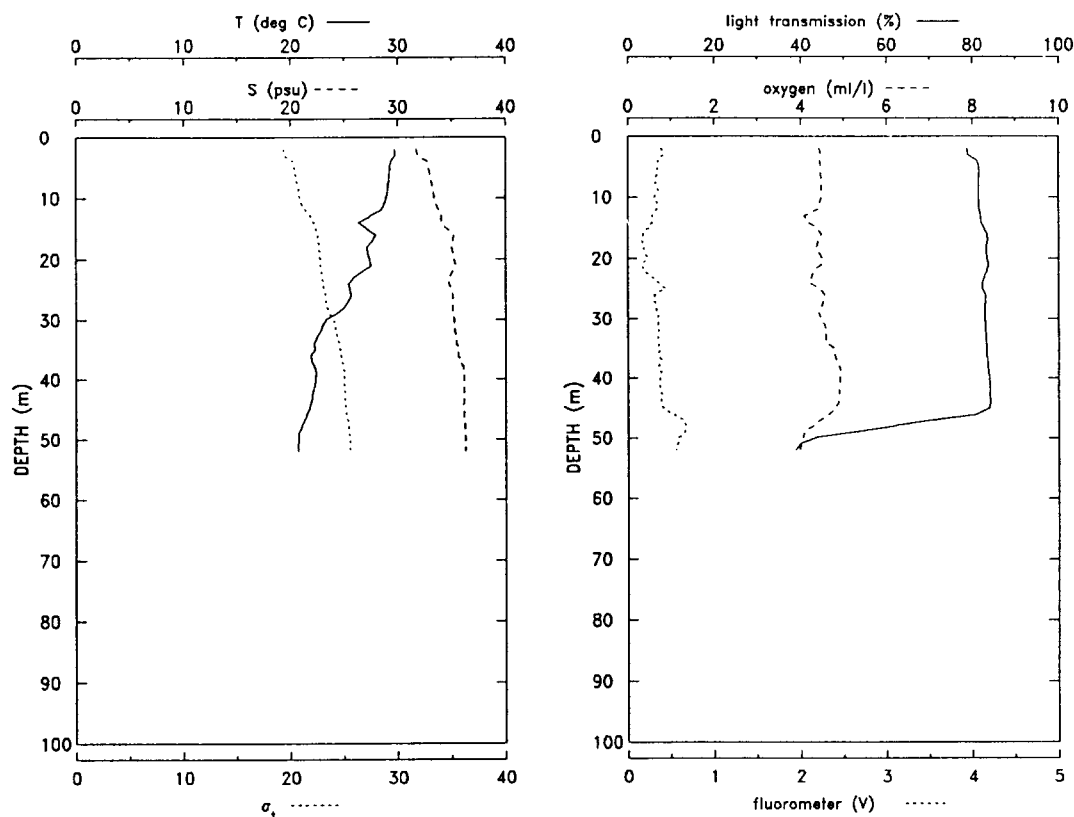 T (deg C)
0 10 20 30 40
S (psu)
0 10 20 30 40
0
10
20
30
40
50
60
70
80
90
100
DEPTH (m)
0 10 20 30 40
σt
light transmission (%)
0 20 40 60 80 100
oxygen (ml/l)
0 2 4 6 8 10
0
10
20
30
40
50
60
70
80
90
100
DEPTH (m)
0 1 2 3 4 5
fluorometer (V)